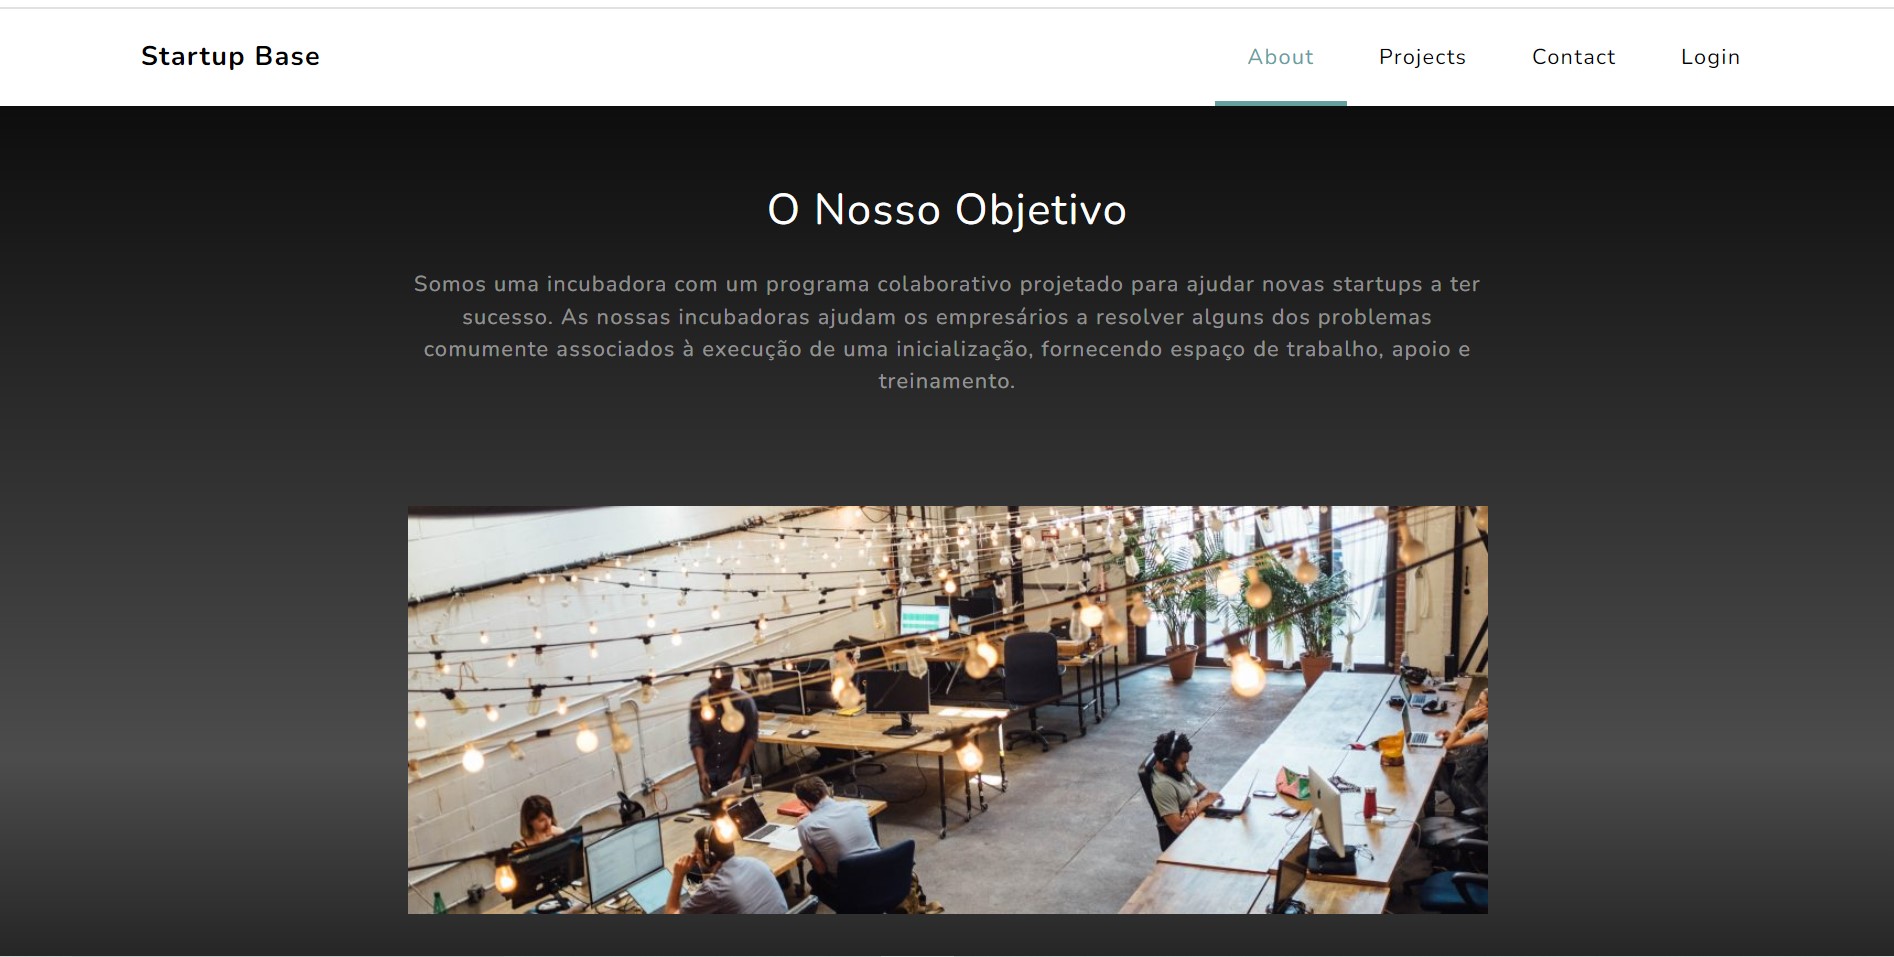 Startup Base
About
Projects
Contact
Login
O Nosso Objetivo
Somos uma incubadora com um programa colaborativo projetado para ajudar novas startups a ter
sucesso. As nossas incubadoras ajudam os empresários a resolver alguns dos problemas
comumente associados à execução de uma inicialização, fornecendo espaço de trabalho, apoio e
treinamento.